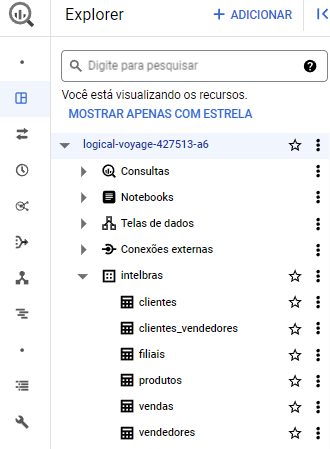 Explorer
+ ADICIONAR
Digite para pesquisar
Você está visualizando os recursos.
MOSTRAR APENAS COM ESTRELA
logical-voyage-427513-a6
Consultas
Notebooks
Telas de dados
Conexões externas
intelbras
clientes
clientes_vendedores
filiais
produtos
vendas
vendedores